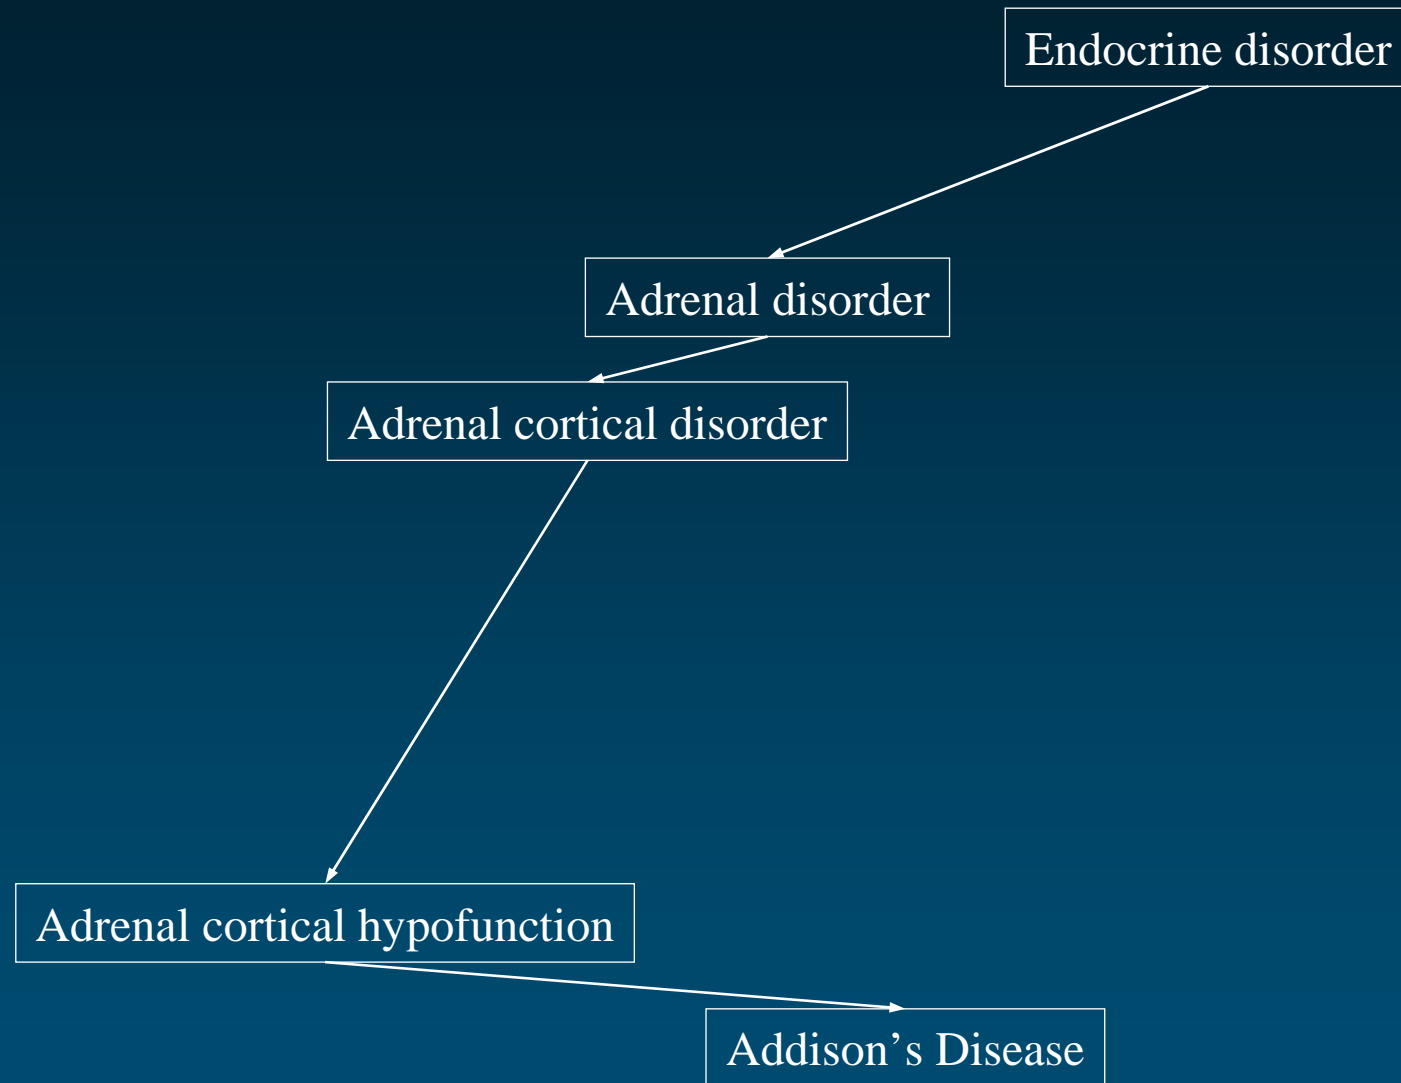 Endocrine disorder
Adrenal disorder
Adrenal cortical disorder
Adrenal cortical hypofunction
Addison’s Disease